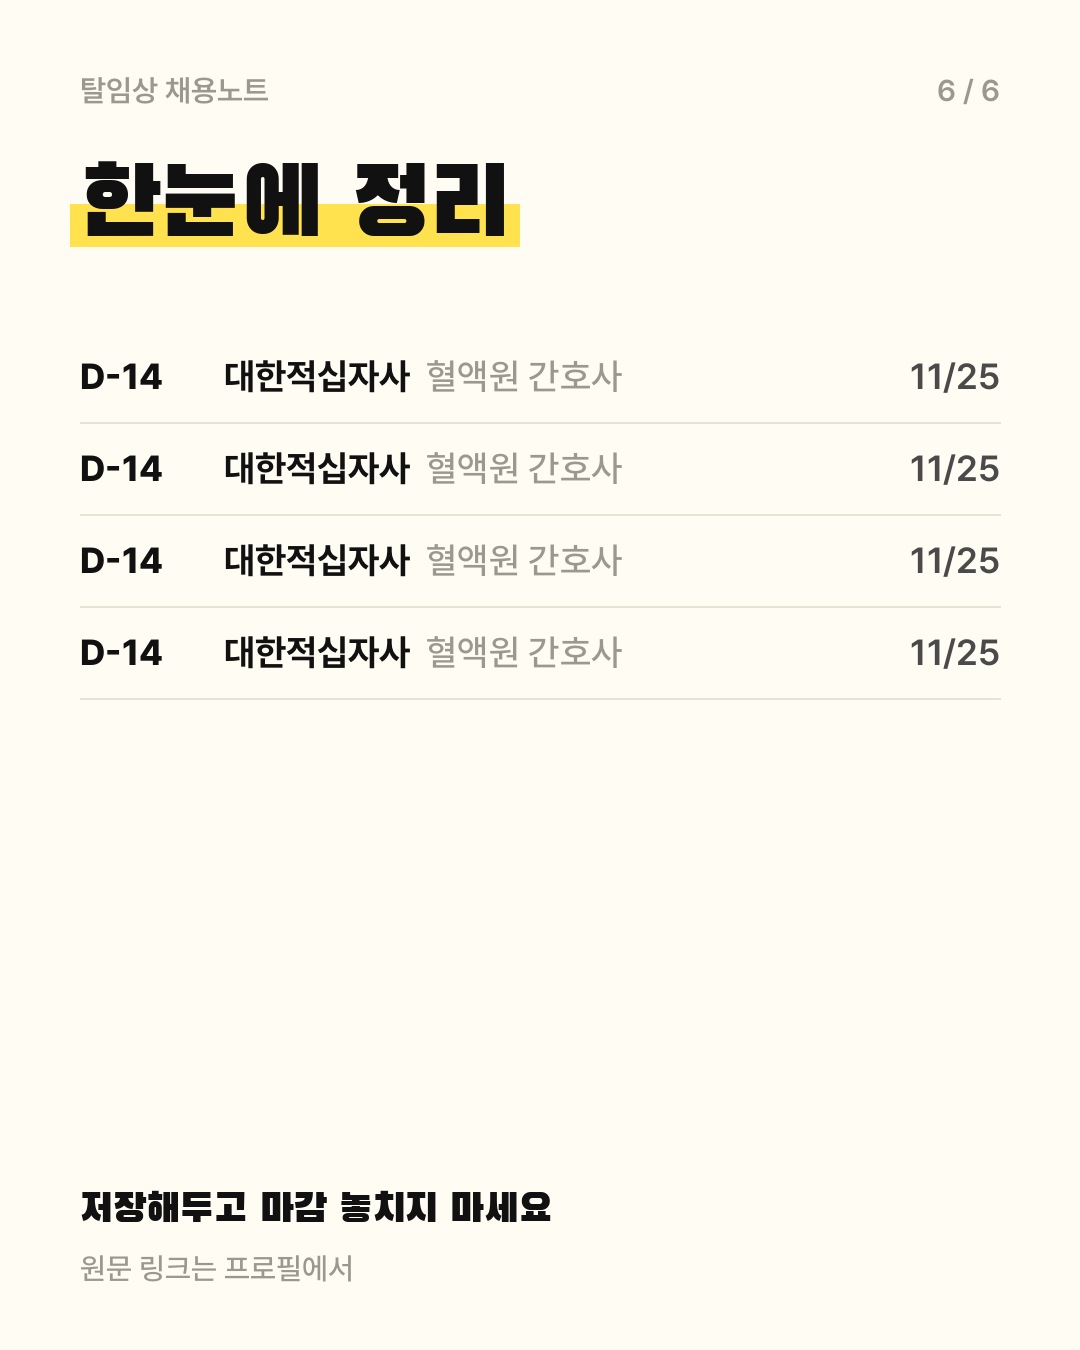 탈임상 채용노트 6 / 6
한눈에 정리
D-14 대한적십자사 혈액원 간호사 11/25
D-14 대한적십자사 혈액원 간호사 11/25
D-14 대한적십자사 혈액원 간호사 11/25
D-14 대한적십자사 혈액원 간호사 11/25
저장해두고 마감 놓치지 마세요
원문 링크는 프로필에서